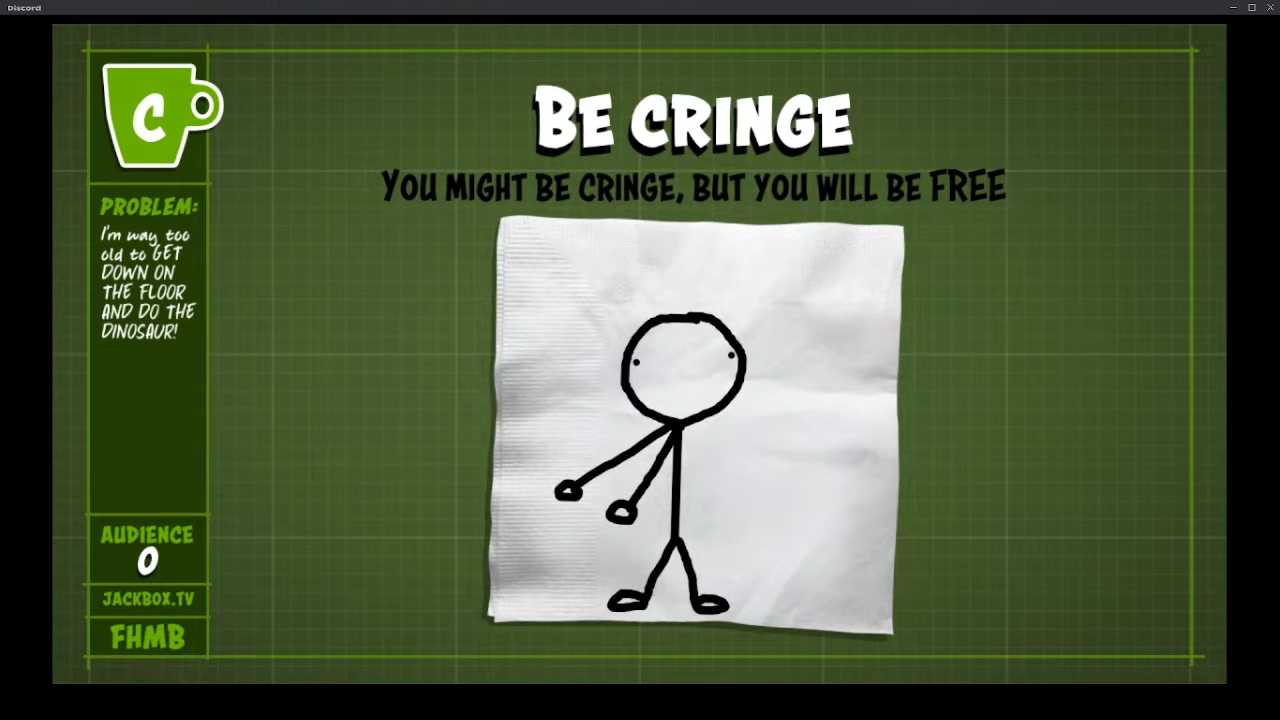 Discord
C
BE CRINGE
YOU MIGHT BE CRINGE, BUT YOU WILL BE FREE
PROBLEM:
I'm way too
old to GET
DOWN ON
THE FLOOR
AND DO THE
DINOSAUR!
AUDIENCE
0
JACKBOX.TV
FHMB